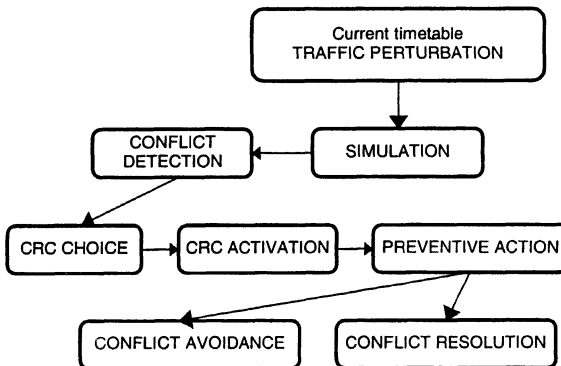 Current timetable
TRAFFIC PERTURBATION
CONFLICT
DETECTION
SIMULATION
CRC CHOICE
CRC ACTIVATION
PREVENTIVE ACTION
CONFLICT AVOIDANCE
CONFLICT RESOLUTION